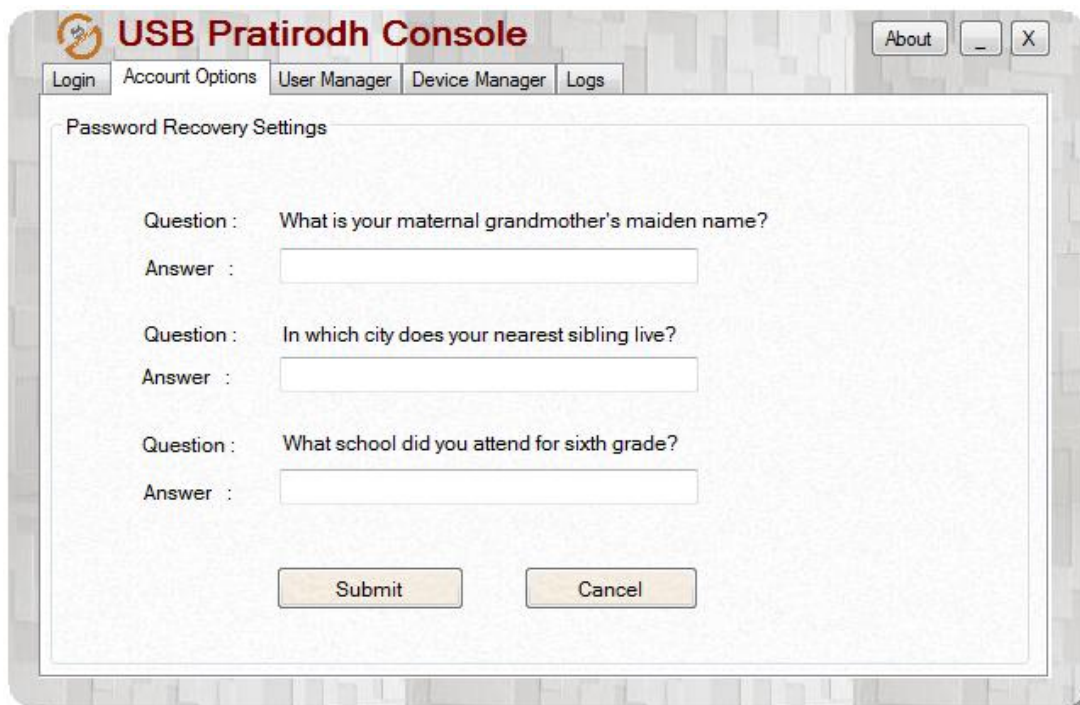 USB Pratirodh Console
About _ X
Login Account Options User Manager Device Manager Logs
Password Recovery Settings
Question : What is your maternal grandmother's maiden name?
Answer :
Question : In which city does your nearest sibling live?
Answer :
Question : What school did you attend for sixth grade?
Answer :
Submit Cancel